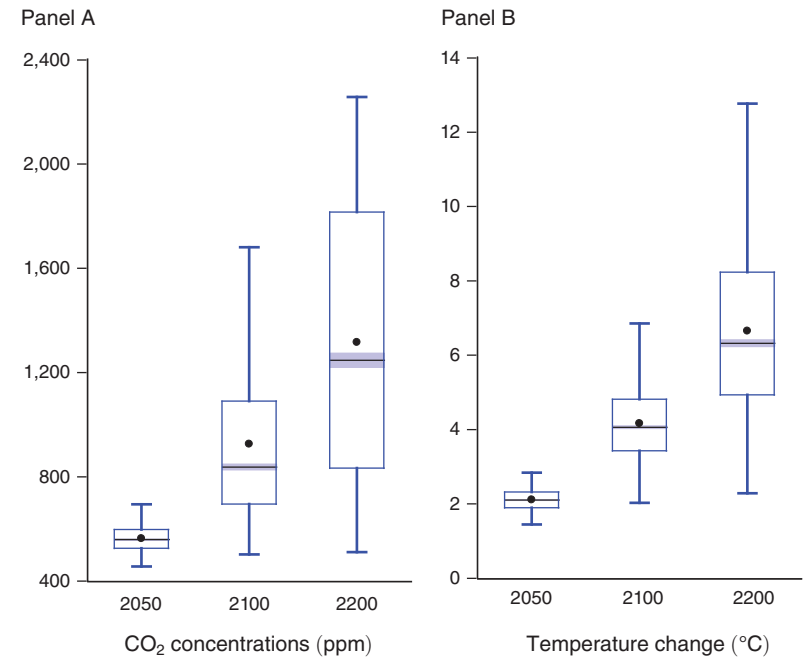 Panel A
2,400
2,000
1,600
1,200
800
400
2050 2100 2200
CO₂ concentrations (ppm)
Panel B
14
12
10
8
6
4
2
0
2050 2100 2200
Temperature change (°C)